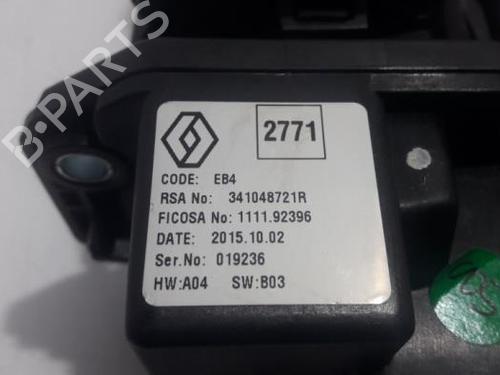 B-PARTS
2771
CODE: EB4
RSA No: 341048721R
FICOSA No: 1111.92396
DATE: 2015.10.02
Ser.No: 019236
HW:A04 SW:B03